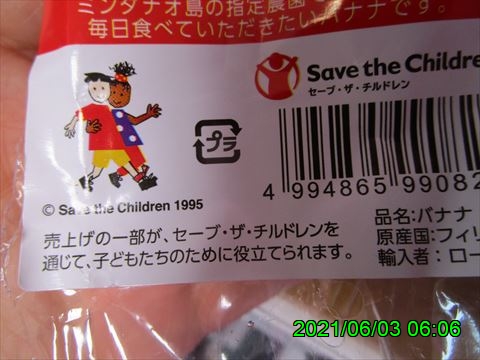 ミンダナオ島の指定農園
毎日食べていただきたいバナナです。
Save the Childre
セーブ・ザ・チルドレン
プラ
4 994865 99082
© Save the Children 1995
売上げの一部が、セーブ・ザ・チルドレンを
通じて、子どもたちのために役立てられます。
品名:バナナ
原産国:フィリ
輸入者:ロー
2021/06/03 06:06